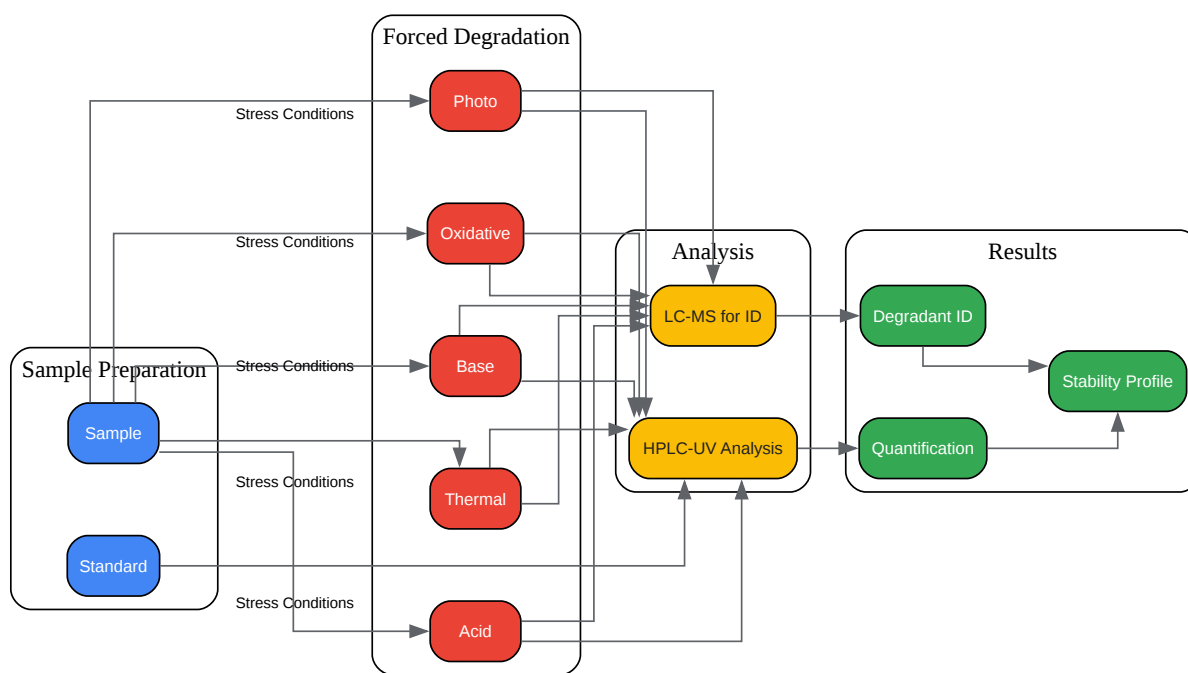 Forced Degradation
Photo
Stress Conditions
Oxidative
Stress Conditions
Analysis
Results
LC-MS for ID
Degradant ID
Sample Preparation
Stress Conditions
Base
Stability Profile
Sample
HPLC-UV Analysis
Quantification
Stress Conditions
Thermal
Standard
Stress Conditions
Acid